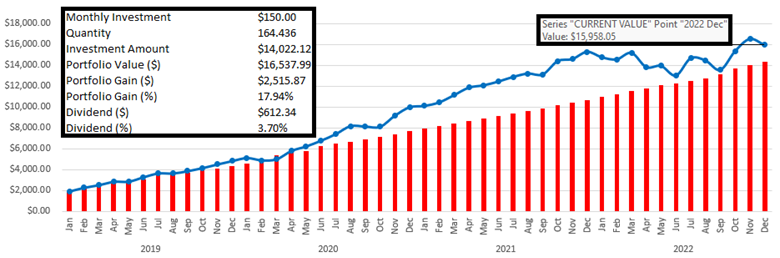 $18,000.00
$16,000.00
$14,000.00
$12,000.00
$10,000.00
$8,000.00
$6,000.00
$4,000.00
$2,000.00
$0.00
Monthly Investment $150.00
Quantity 164.436
Investment Amount $14,022.12
Portfolio Value ($) $16,537.99
Portfolio Gain ($) $2,515.87
Portfolio Gain (%) 17.94%
Dividend ($) $612.34
Dividend (%) 3.70%
Series "CURRENT VALUE" Point "2022 Dec"
Value: $15,958.05
Jan Feb Mar Apr May Jun Jul Aug Sep Oct Nov Dec Jan Feb Mar Apr May Jun Jul Aug Sep Oct Nov Dec Jan Feb Mar Apr May Jun Jul Aug Sep Oct Nov Dec Jan Feb Mar Apr May Jun Jul Aug Sep Oct Nov Dec
2019 2020 2021 2022